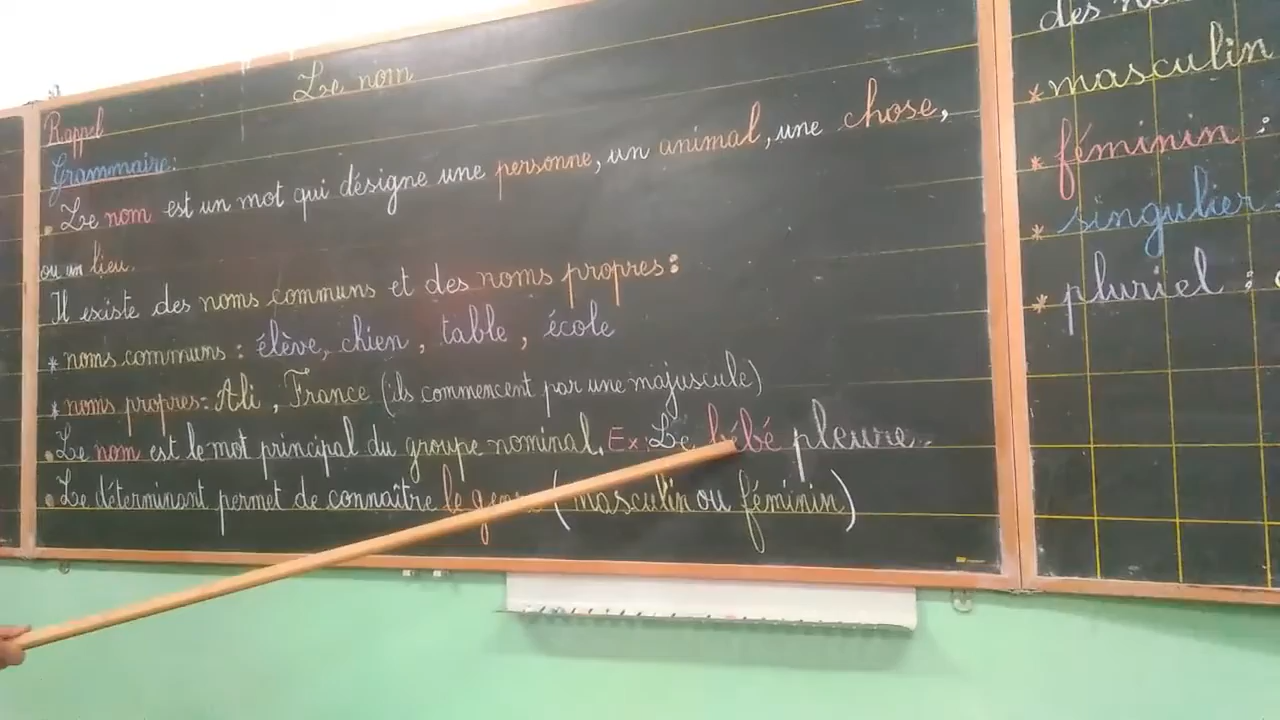 Le nom
Rappel
Grammaire:
. Le nom est un mot qui désigne une personne, un animal, une chose,
ou un lieu.
Il existe des noms communs et des noms propres:
* noms communs : élève, chien, table, école
* noms propres: Ali, France (ils commencent par une majuscule)
. Le nom est le mot principal du groupe nominal. Ex: Le bébé pleure..
. Le déterminant permet de connaître le genre (masculin ou féminin)
des
* masculin
* féminin :
* singulier :
* pluriel :